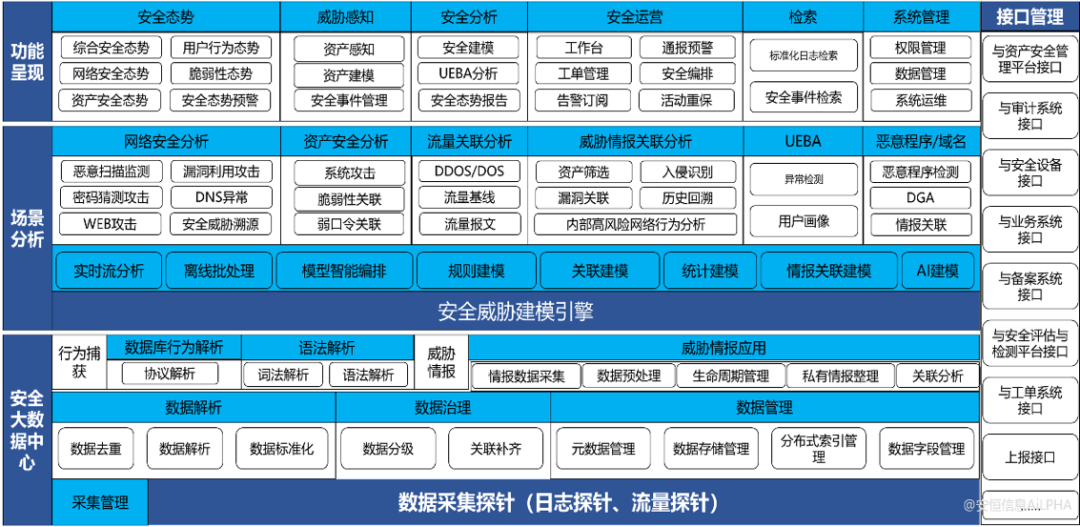 功能
呈现
安全态势
综合安全态势
用户行为态势
网络安全态势
脆弱性态势
资产安全态势
安全态势预警
威胁感知
资产感知
资产建模
安全事件管理
安全分析
安全建模
UEBA分析
安全态势报告
安全运营
工作台
通报预警
工单管理
安全编排
告警订阅
活动重保
检索
标准化日志检索
安全事件检索
系统管理
权限管理
数据管理
系统运维
场景
分析
网络安全分析
恶意扫描监测
漏洞利用攻击
密码猜测攻击
DNS异常
WEB攻击
安全威胁溯源
资产安全分析
系统攻击
脆弱性关联
弱口令关联
流量关联分析
DDOS/DOS
流量基线
流量报文
威胁情报关联分析
资产筛选
入侵识别
漏洞关联
历史回溯
内部高风险网络行为分析
UEBA
异常检测
用户画像
恶意程序/域名
恶意程序检测
DGA
情报关联
实时流分析
离线批处理
模型智能编排
规则建模
关联建模
统计建模
情报关联建模
AI建模
安全威胁建模引擎
安全
大数
据中
心
行为捕
获
数据库行为解析
协议解析
语法解析
词法解析
语法解析
威胁
情报
威胁情报应用
情报数据采集
数据预处理
生命周期管理
私有情报整理
关联分析
数据解析
数据去重
数据解析
数据标准化
数据治理
数据分级
关联补齐
数据管理
元数据管理
数据存储管理
分布式索引管
理
数据字段管理
采集管理
数据采集探针（日志探针、流量探针）
接口管理
与资产安全管
理平台接口
与审计系统
接口
与安全设备
接口
与业务系统
接口
与备案系统
接口
与安全评估与
检测平台接口
与工单系统
接口
上报接口
......
@安恒信息AiLPHA